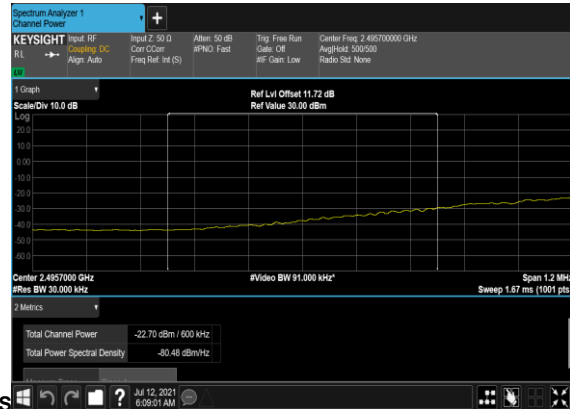 Spectrum Analyzer 1
Channel Power
+
KEYSIGHT Input: RF Input Z: 50 Ω Atten: 50 dB Trig: Free Run Center Freq: 2.495700000 GHz
RL Coupling: DC Corr CCorr #PNO: Fast Gate: Off Avg|Hold: 500/500
Align: Auto Freq Ref: Int (S) #IF Gain: Low Radio Std: None
1 Graph
Ref Lvl Offset 11.72 dB
Scale/Div 10.0 dB Ref Value 30.00 dBm
Log
20.0
10.0
0.00
-10.0
-20.0
-30.0
-40.0
-50.0
-60.0
Center 2.4957000 GHz #Video BW 91.000 kHz* Span 1.2 MHz
#Res BW 30.000 kHz Sweep 1.67 ms (1001 pts
2 Metrics
Total Channel Power -22.70 dBm / 600 kHz
Total Power Spectral Density -80.48 dBm/Hz
s ? Jul 12, 2021
6:09:01 AM